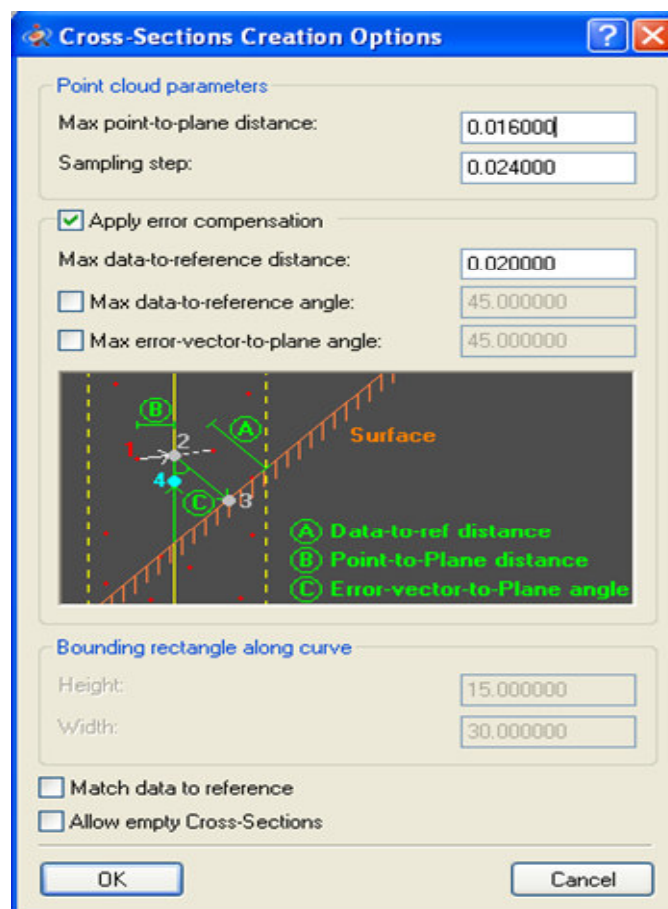 Cross-Sections Creation Options
Point cloud parameters
Max point-to-plane distance: 0.016000
Sampling step: 0.024000
Apply error compensation
Max data-to-reference distance: 0.020000
Max data-to-reference angle: 45.000000
Max error-vector-to-plane angle: 45.000000
B
A
Surface
1
2
4
C
3
A Data-to-ref distance
B Point-to-Plane distance
C Error-vector-to-Plane angle
Bounding rectangle along curve
Height: 15.000000
Width: 30.000000
Match data to reference
Allow empty Cross-Sections
OK Cancel